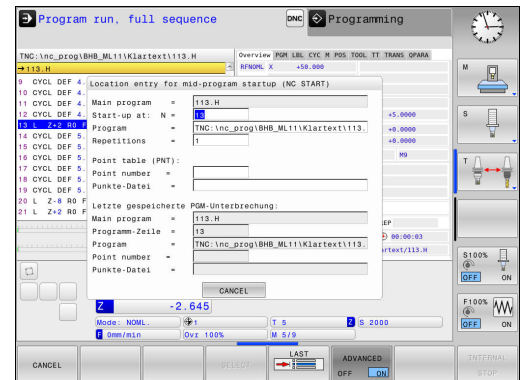 Program run, full sequence
DNC
Programming
TNC:\nc_prog\BHB_ML11\Klartext\113.H
→113.H
Overview PGM LBL CYC M POS TOOL TT TRANS QPARA
RFNOML X +50.000
9 CYCL DEF 4.
10 CYCL DEF 4.
11 CYCL DEF 4.
12 CYCL DEF 4.
13 L Z+2 R0 F
14 CYCL DEF 5.
15 CYCL DEF 5.
16 CYCL DEF 5.
17 CYCL DEF 5.
18 CYCL DEF 5.
19 CYCL DEF 5.
20 L Z-8 R0 F
21 L Z+2 R0 F
Location entry for mid-program startup (NC START)
Main program = 113.H
Start-up at: N = 13
Program = TNC:\nc_prog\BHB_ML11\Klartext\113.
Repetitions = 1
Point table (PNT):
Point number =
Punkte-Datei =
Letzte gespeicherte PGM-Unterbrechung:
Main program = 113.H
Programm-Zeile = 13
Program = TNC:\nc_prog\BHB_ML11\Klartext\113.
Point number =
Punkte-Datei =
CANCEL
+5.0000
+0.0000
+0.0000
M9
REP
00:00:03
artext/113.H
Z -2.645
Mode: NOML. 1 T 5 Z S 2000
F 0mm/min Ovr 100% M 5/9
M
S
T
S100%
OFF ON
F100%
OFF ON
CANCEL
SELECT
LAST
ADVANCED
OFF ON
INTERNAL
STOP